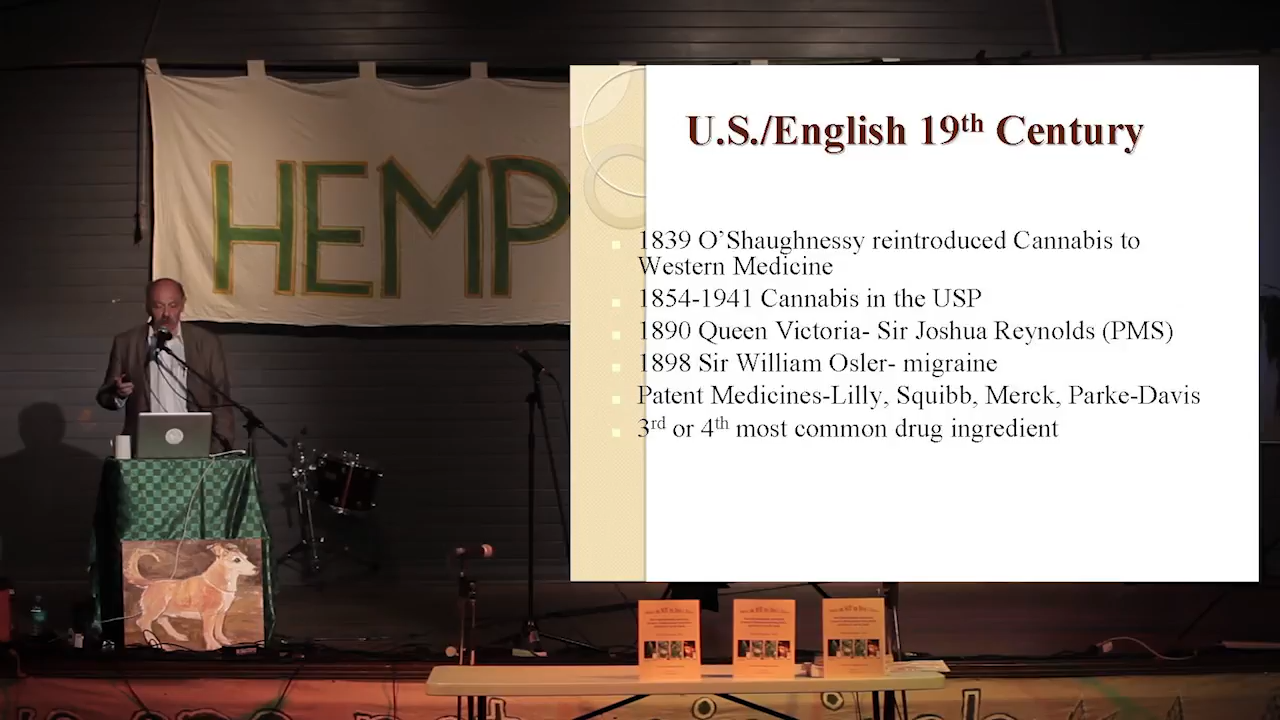 HEMP
U.S./English 19th Century
1839 O'Shaughnessy reintroduced Cannabis to
Western Medicine
1854-1941 Cannabis in the USP
1890 Queen Victoria- Sir Joshua Reynolds (PMS)
1898 Sir William Osler- migraine
Patent Medicines-Lilly, Squibb, Merck, Parke-Davis
3rd or 4th most common drug ingredient